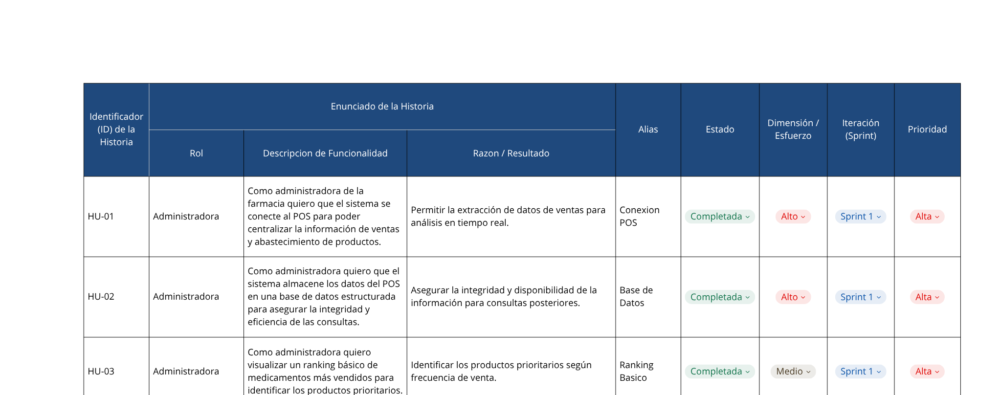 Identificador
(ID) de la
Historia
Enunciado de la Historia
Rol
Descripcion de Funcionalidad
Razon / Resultado
Alias
Estado
Dimensión /
Esfuerzo
Iteración
(Sprint)
Prioridad
HU-01
Administradora
Como administradora de la
farmacia quiero que el sistema se
conecte al POS para poder
centralizar la información de ventas
y abastecimiento de productos.
Permitir la extracción de datos de ventas para
análisis en tiempo real.
Conexion
POS
Completada
Alto
Sprint 1
Alta
HU-02
Administradora
Como administradora quiero que el
sistema almacene los datos del POS
en una base de datos estructurada
para asegurar la integridad y
eficiencia de las consultas.
Asegurar la integridad y disponibilidad de la
información para consultas posteriores.
Base de
Datos
Completada
Alto
Sprint 1
Alta
HU-03
Administradora
Como administradora quiero
visualizar un ranking básico de
medicamentos más vendidos para
identificar los productos prioritarios.
Identificar los productos prioritarios según
frecuencia de venta.
Ranking
Basico
Completada
Medio
Sprint 1
Alta